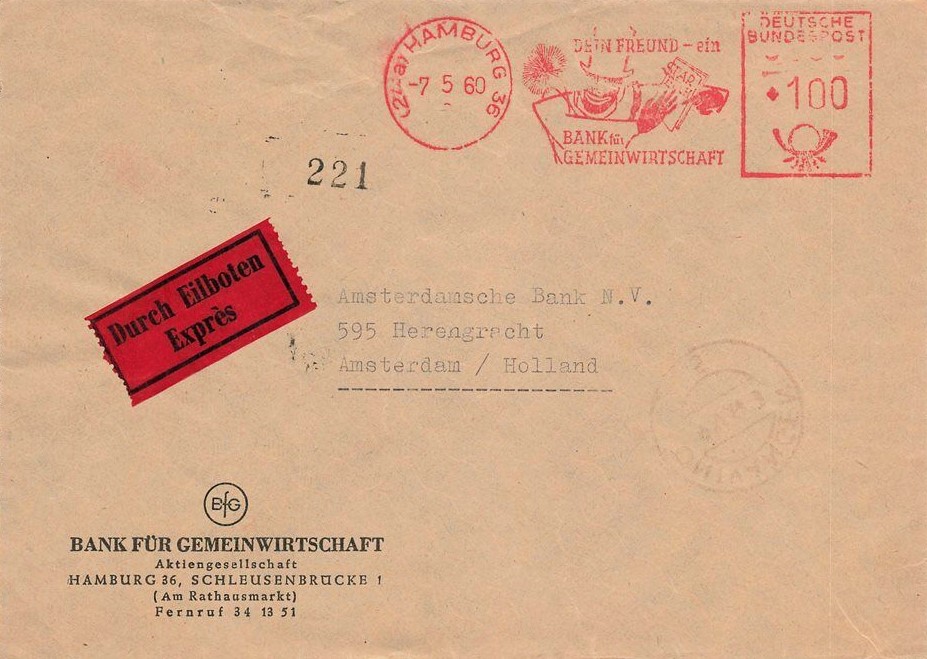 (24a) HAMBURG 36
-7 5 60
DEIN FREUND - ein
START
BANK für
GEMEINWIRTSCHAFT
DEUTSCHE
BUNDESPOST
100
221
Durch Eilboten
Exprès
Amsterdamsche Bank N.V.
595 Herengracht
Amsterdam / Holland
BfG
BANK FÜR GEMEINWIRTSCHAFT
Aktiengesellschaft
HAMBURG 36, SCHLEUSENBRÜCKE 1
(Am Rathausmarkt)
Fernruf 34 13 51